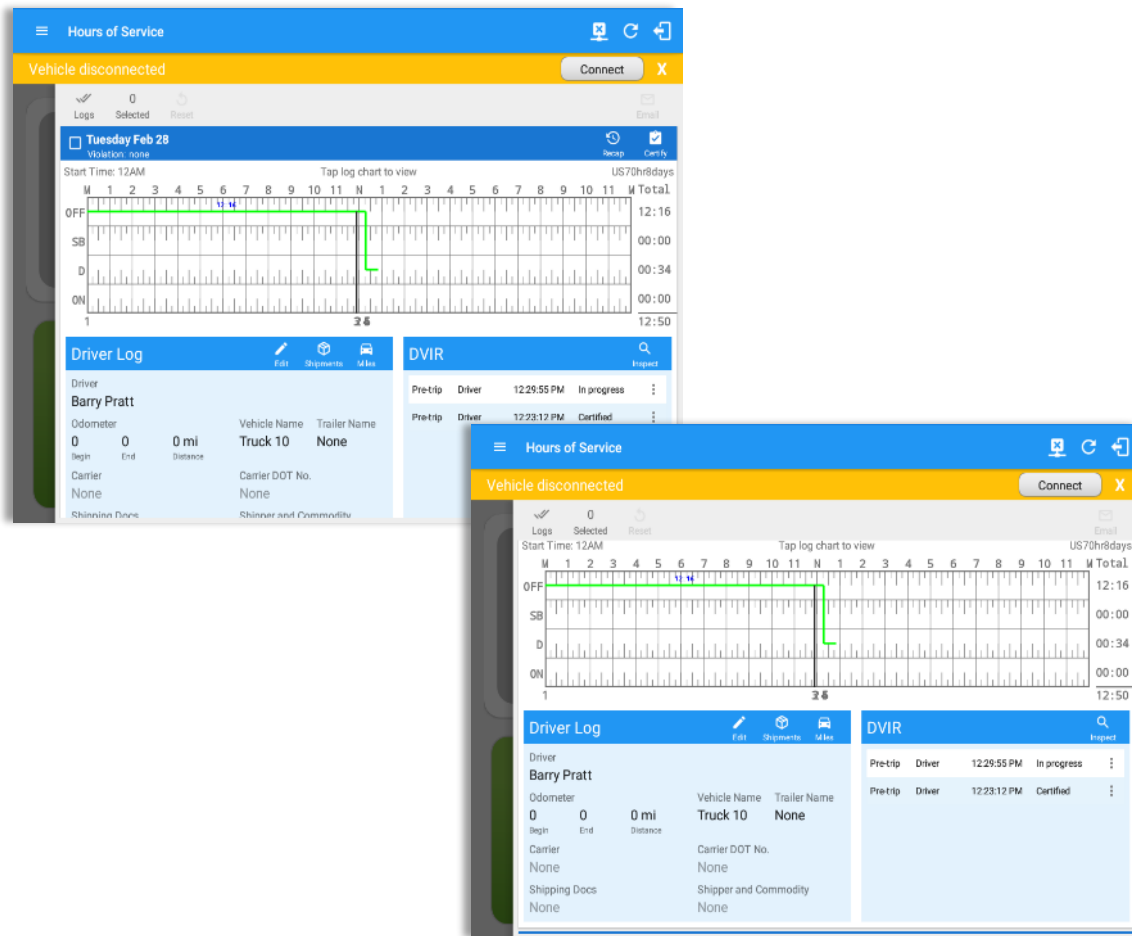 Hours of Service
Vehicle disconnected Connect X
Logs 0 Selected Reset Email
Tuesday Feb 28
Violation: none Recap Certify
Start Time: 12AM Tap log chart to view US70hr8days
M 1 2 3 4 5 6 7 8 9 10 11 N 1 2 3 4 5 6 7 8 9 10 11 M Total
12:16
OFF 12:16
SB 00:00
D 00:34
ON 00:00
1 12:50
Driver Log Edit Shipments Miles
Driver
Barry Pratt
Odometer Vehicle Name Trailer Name
0 0 0 mi Truck 10 None
Begin End Distance
Carrier Carrier DOT No.
None None
Shipping Docs Shipper and Commodity
DVIR Inspect
Pre-trip Driver 12:29:55 PM In progress
Pre-trip Driver 12:23:12 PM Certified
Hours of Service
Vehicle disconnected Connect X
Logs 0 Selected Reset Email
Start Time: 12AM Tap log chart to view US70hr8days
M 1 2 3 4 5 6 7 8 9 10 11 N 1 2 3 4 5 6 7 8 9 10 11 M Total
12:16
OFF 12:16
SB 00:00
D 00:34
ON 00:00
1 12:50
Driver Log Edit Shipments Miles
Driver
Barry Pratt
Odometer Vehicle Name Trailer Name
0 0 0 mi Truck 10 None
Begin End Distance
Carrier Carrier DOT No.
None None
Shipping Docs Shipper and Commodity
None None
DVIR Inspect
Pre-trip Driver 12:29:55 PM In progress
Pre-trip Driver 12:23:12 PM Certified